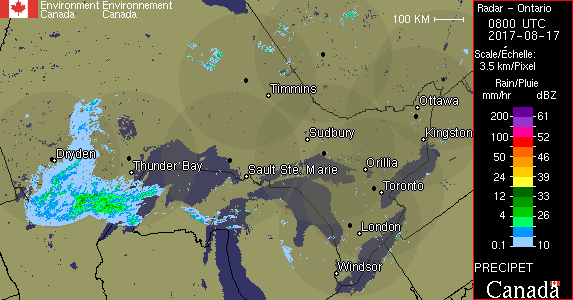 Environment Environnement
Canada Canada
100 KM
Timmins
Ottawa
Sudbury
Kingston
Dryden
Thunder Bay
Sault Ste. Marie
Orillia
Toronto
London
Windsor
Radar - Ontario
0800 UTC
2017-08-17
Scale/Échelle:
3.5 km/Pixel
Rain/Pluie
mm/hr dBZ
200 61
100 52
50 46
24 39
12 33
4 26
0.1 10
PRECIPET
Canada